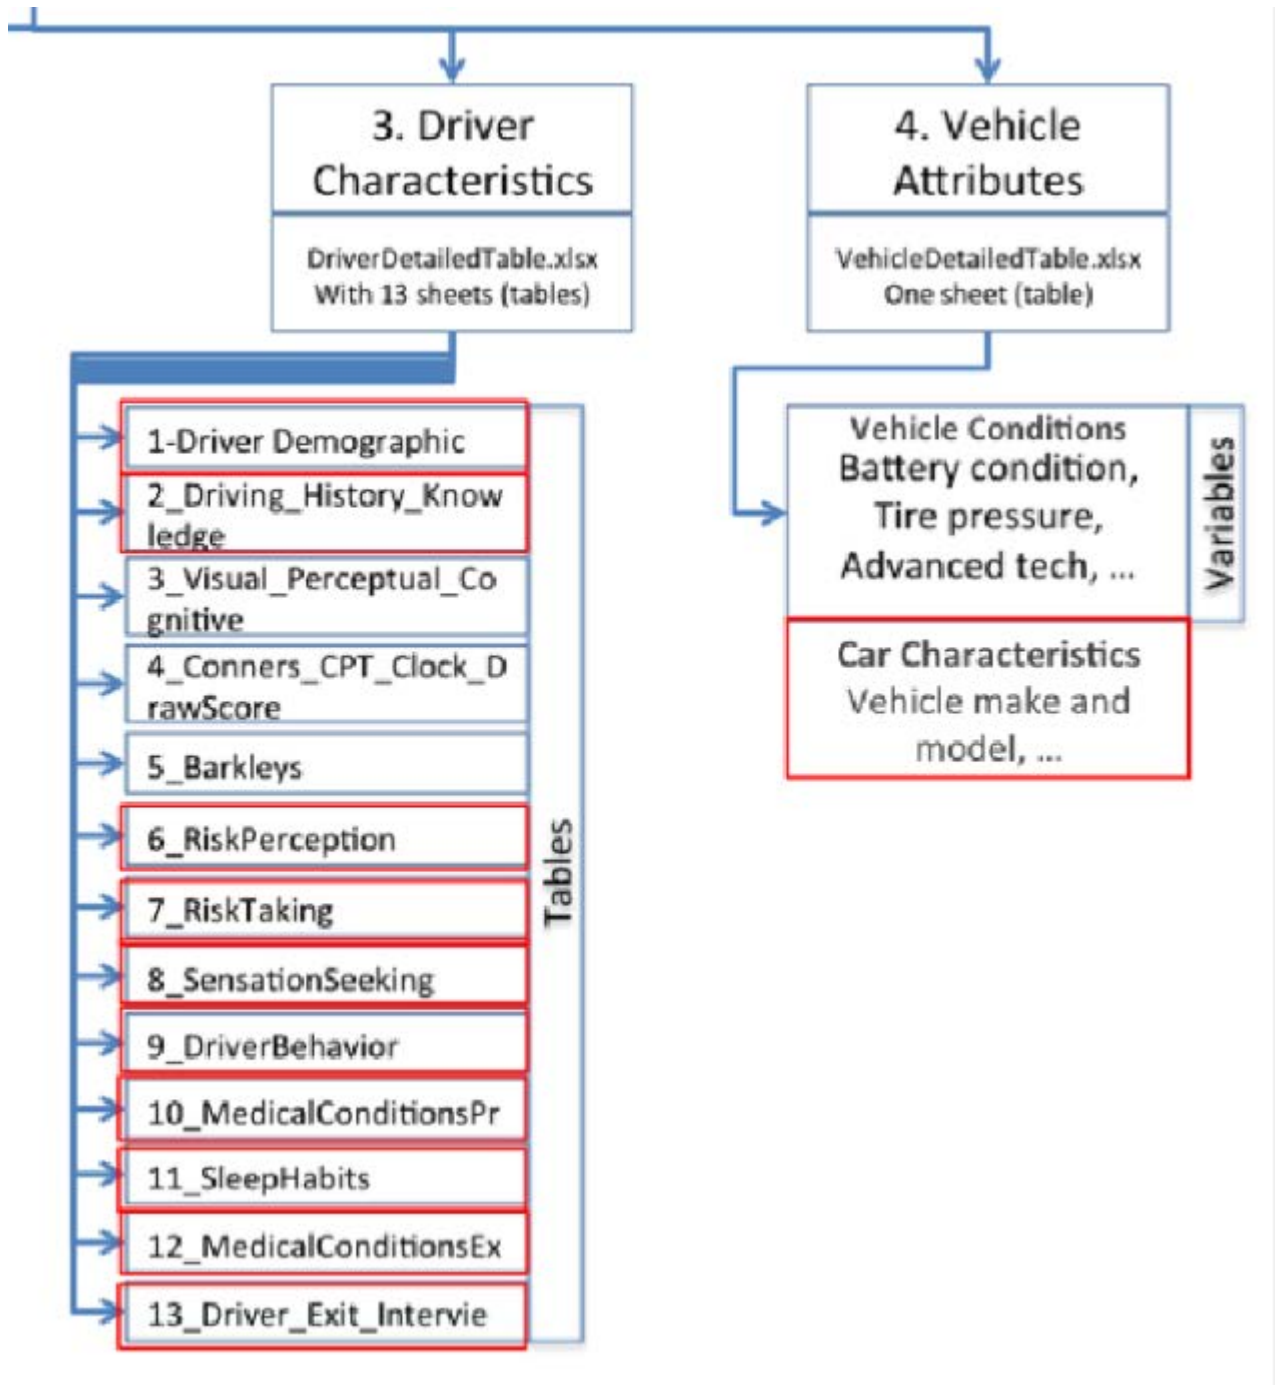 3. Driver
Characteristics
DriverDetailedTable.xlsx
With 13 sheets (tables)
1-Driver Demographic
2_Driving_History_Know
ledge
3_Visual_Perceptual_Co
gnitive
4_Conners_CPT_Clock_D
rawScore
5_Barkleys
6_RiskPerception
7_RiskTaking
8_SensationSeeking
9_DriverBehavior
10_MedicalConditionsPr
11_SleepHabits
12_MedicalConditionsEx
13_Driver_Exit_Intervie
Tables
4. Vehicle
Attributes
VehicleDetailedTable.xlsx
One sheet (table)
Vehicle Conditions
Battery condition,
Tire pressure,
Advanced tech, ...
Variables
Car Characteristics
Vehicle make and
model, ...